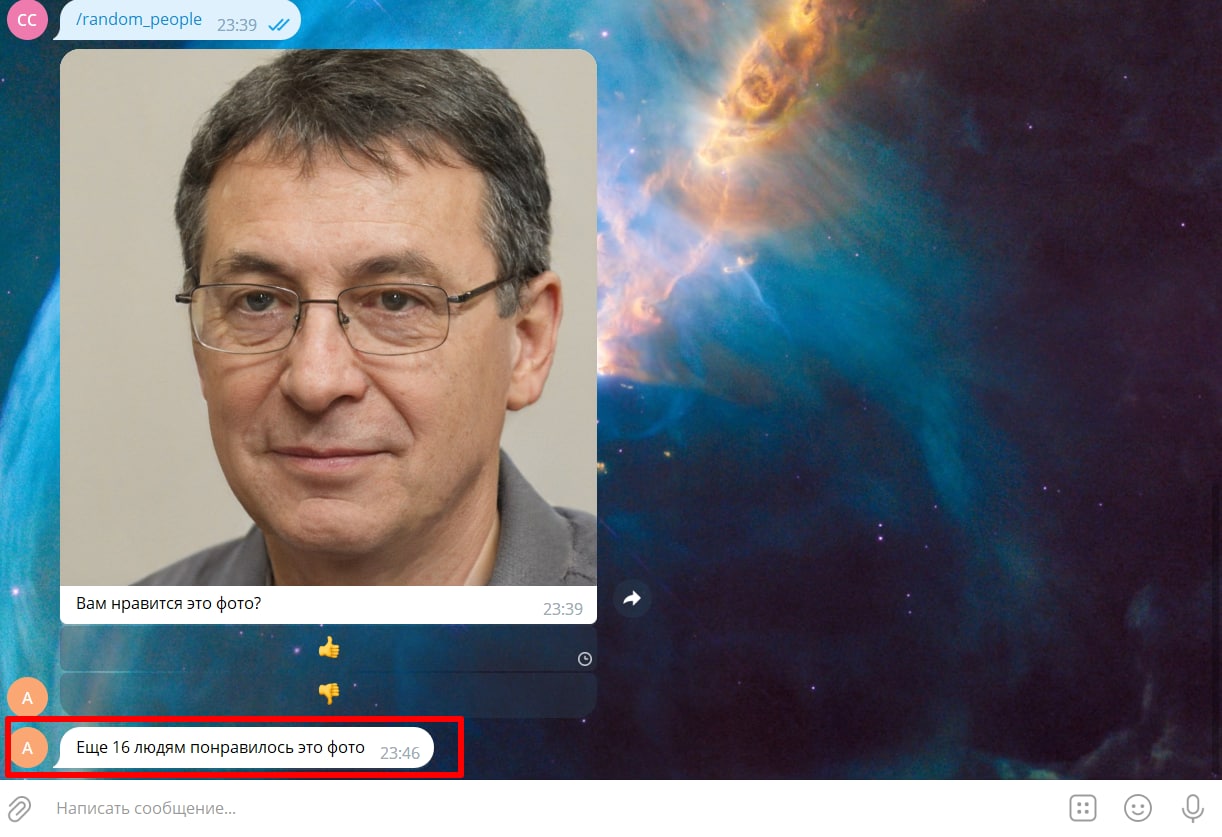 CC
/random_people 23:39
Вам нравится это фото?
23:39
A
A
Еще 16 людям понравилось это фото 23:46
Написать сообщение...